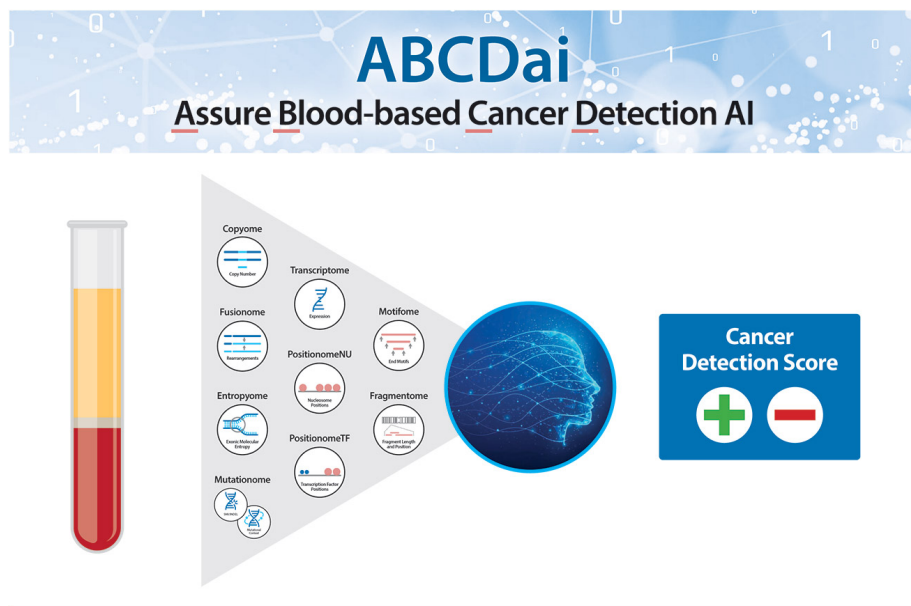 ABCDai
Assure Blood-based Cancer Detection AI
Copyome
Copy Number
Transcriptome
Expression
Fusionome
Rearrangements
Motifome
End Motifs
PositionomeNU
Nucleosome
Positions
Entropyome
Exonic Molecular
Entropy
Fragmentome
Fragment Length
and Position
PositionomeTF
Transcription Factor
Positions
Mutationome
Cancer
Detection Score